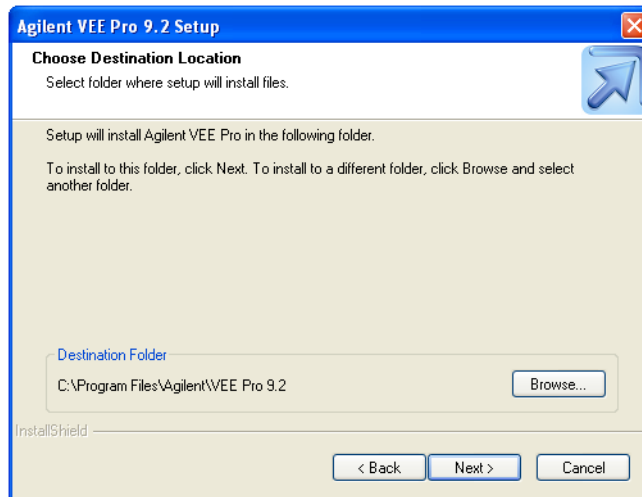 Agilent VEE Pro 9.2 Setup
Choose Destination Location
Select folder where setup will install files.
Setup will install Agilent VEE Pro in the following folder.
To install to this folder, click Next. To install to a different folder, click Browse and select
another folder.
Destination Folder
C:\Program Files\Agilent\VEE Pro 9.2
Browse...
InstallShield
< Back
Next >
Cancel